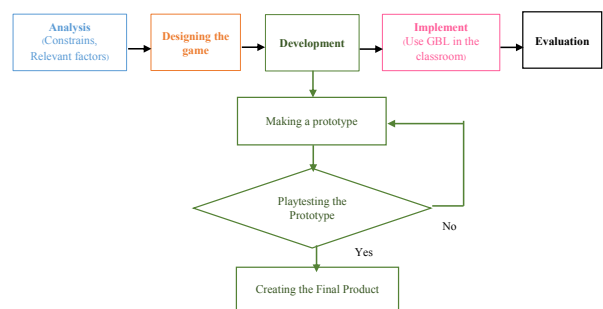 Analysis
(Constrains,
Relevant factors)
Designing the
game
Development
Implement
(Use GBL in the
classroom)
Evaluation
Making a prototype
Playtesting the
Prototype
No
Yes
Creating the Final Product